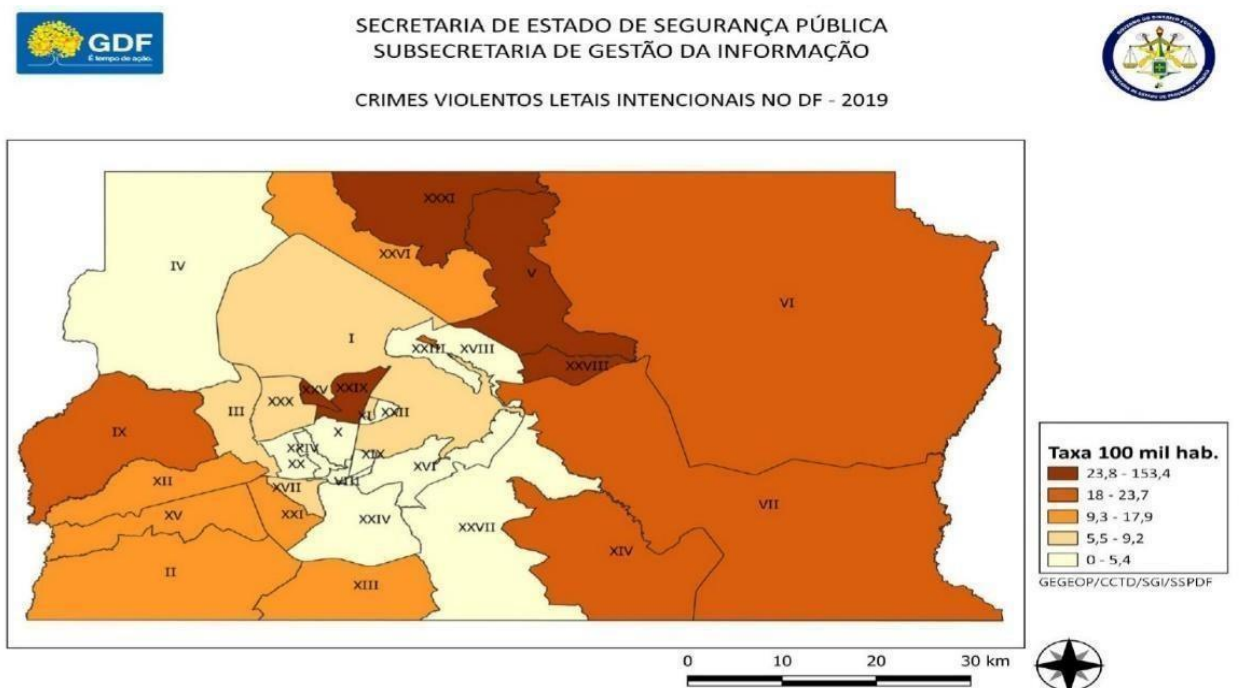 GDF
É tempo de ação.
SECRETARIA DE ESTADO DE SEGURANÇA PÚBLICA
SUBSECRETARIA DE GESTÃO DA INFORMAÇÃO
CRIMES VIOLENTOS LETAIS INTENCIONAIS NO DF - 2019
XXXI
XXVI
IV
V
VI
I
XXIII
XVIII
XXVIII
XXV
XXIX
XXX
III
XI
XXII
IX
X
XXIV
XIX
XX
XVI
XII
XVII
VIII
XV
XXI
XXIV
XXVII
VII
XIV
II
XIII
Taxa 100 mil hab.
23,8 - 153,4
18 - 23,7
9,3 - 17,9
5,5 - 9,2
0 - 5,4
GEGEOP/CCTD/SGI/SSPDF
0 10 20 30 km